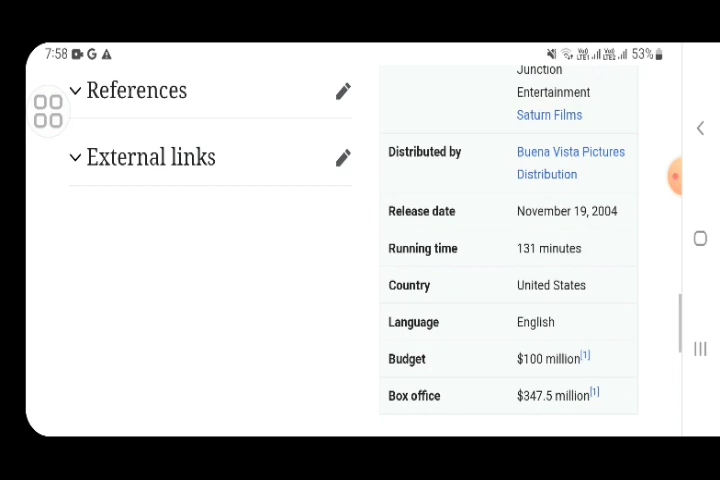 7:58 G 53%
References
External links
Junction
Entertainment
Saturn Films
Distributed by Buena Vista Pictures
Distribution
Release date November 19, 2004
Running time 131 minutes
Country United States
Language English
Budget $100 million[1]
Box office $347.5 million[1]